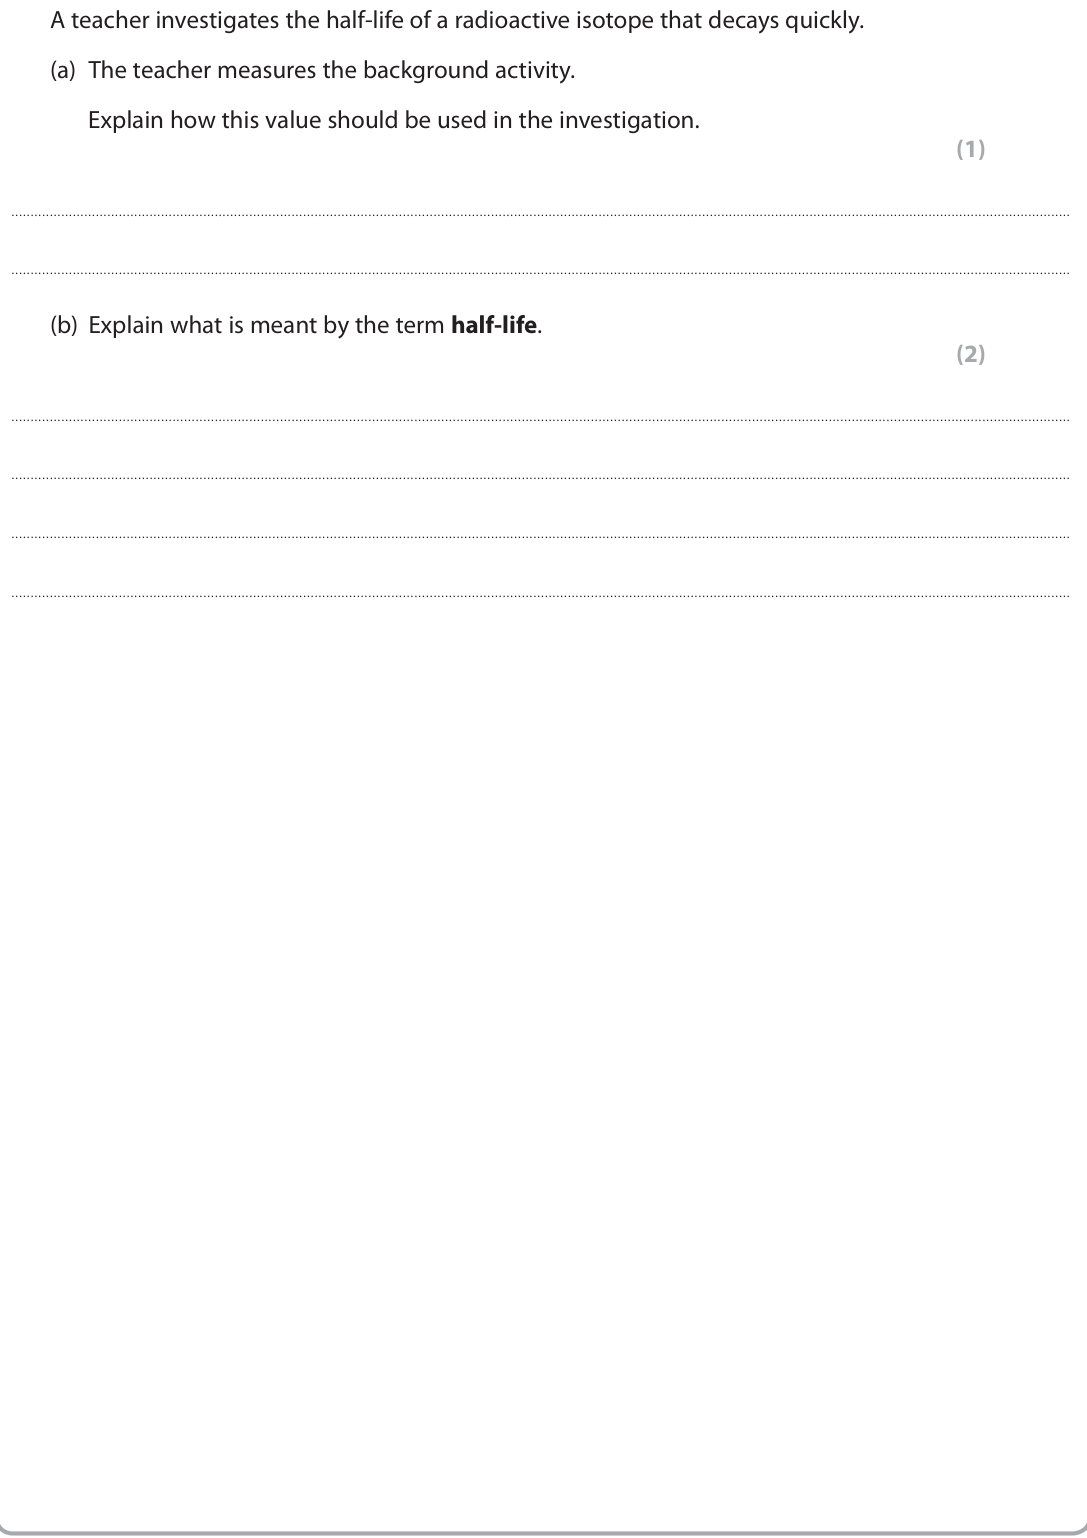 A teacher investigates the half-life of a radioactive isotope that decays quickly.
(a) The teacher measures the background activity.
Explain how this value should be used in the investigation.
(1)
(b) Explain what is meant by the term half-life.
(2)